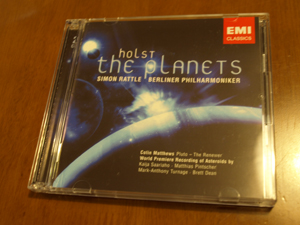 EMI
CLASSICS
holst
the planets
SIMON RATTLE BERLINER PHILHARMONIKER
Colin Matthews Pluto - The Renewer
World Premiere Recording of Asteroids by
Kaija Saariaho · Matthias Pintscher
Mark-Anthony Turnage · Brett Dean